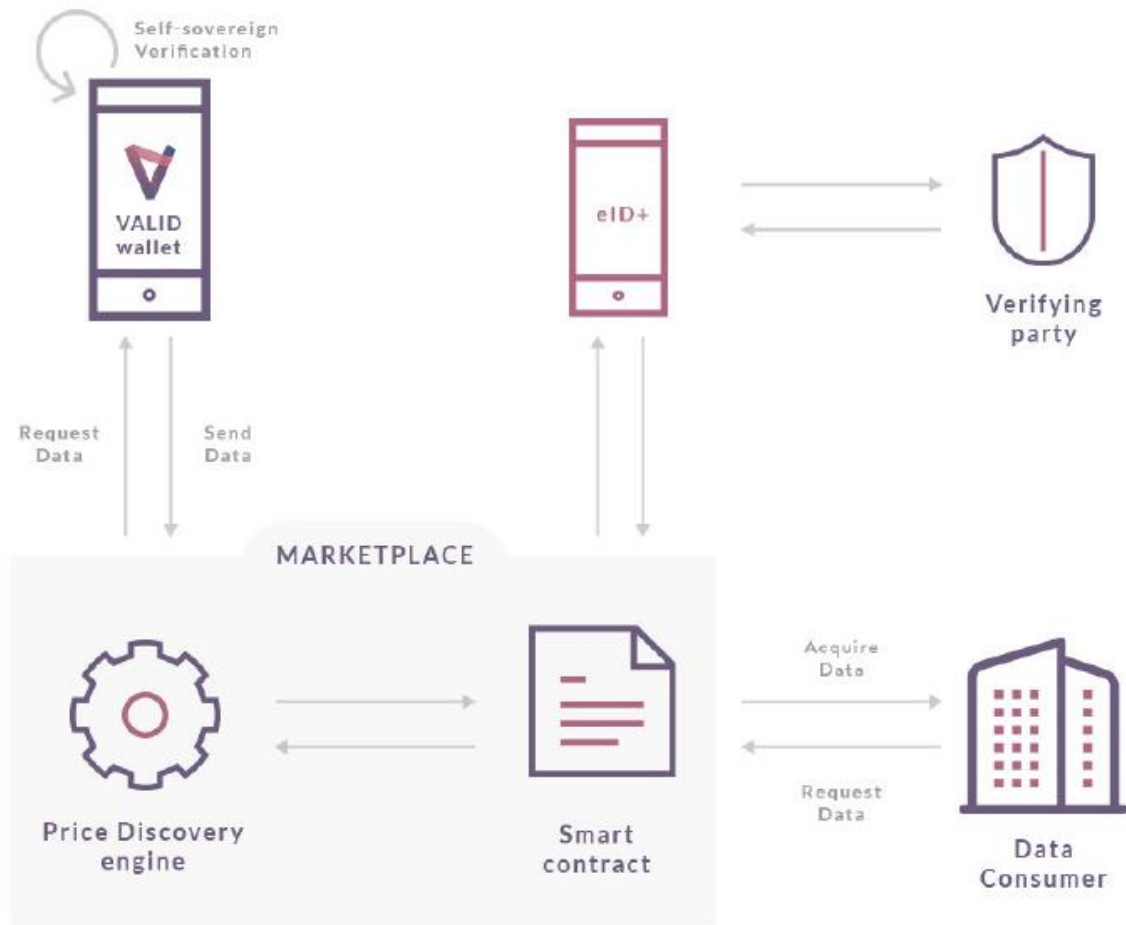 Self-sovereign
Verification
VALID
wallet
eID+
Verifying
party
Request
Data
Send
Data
MARKETPLACE
Acquire
Data
Request
Data
Price Discovery
engine
Smart
contract
Data
Consumer